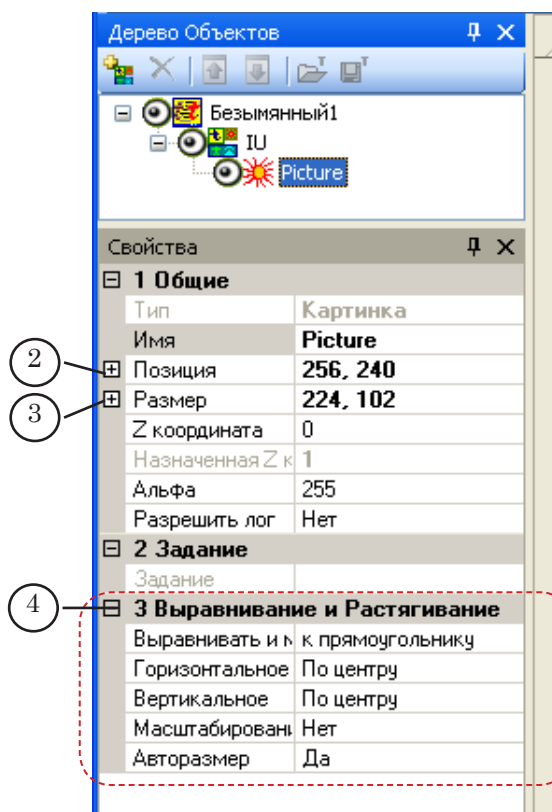 Дерево Объектов
Безымянный1
IU
Picture
Свойства
1 Общие
Тип Картинка
Имя Picture
2 Позиция 256, 240
3 Размер 224, 102
Z координата 0
Назначенная Z к 1
Альфа 255
Разрешить лог Нет
2 Задание
Задание
4 3 Выравнивание и Растягивание
Выравнивать и м к прямоугольнику
Горизонтальное По центру
Вертикальное По центру
Масштабировани Нет
Авторазмер Да